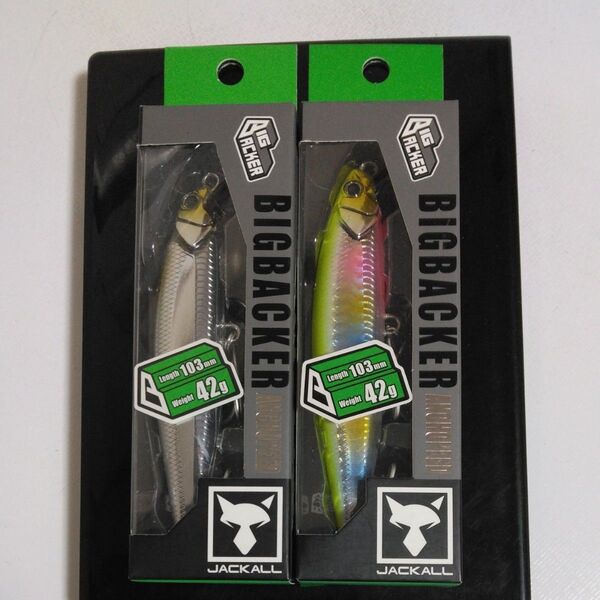 BIG
BACKER
BIGBACKER
Length 103mm
Weight 42g
JACKALL
BIG
BACKER
BIGBACKER
Length 103mm
Weight 42g
JACKALL